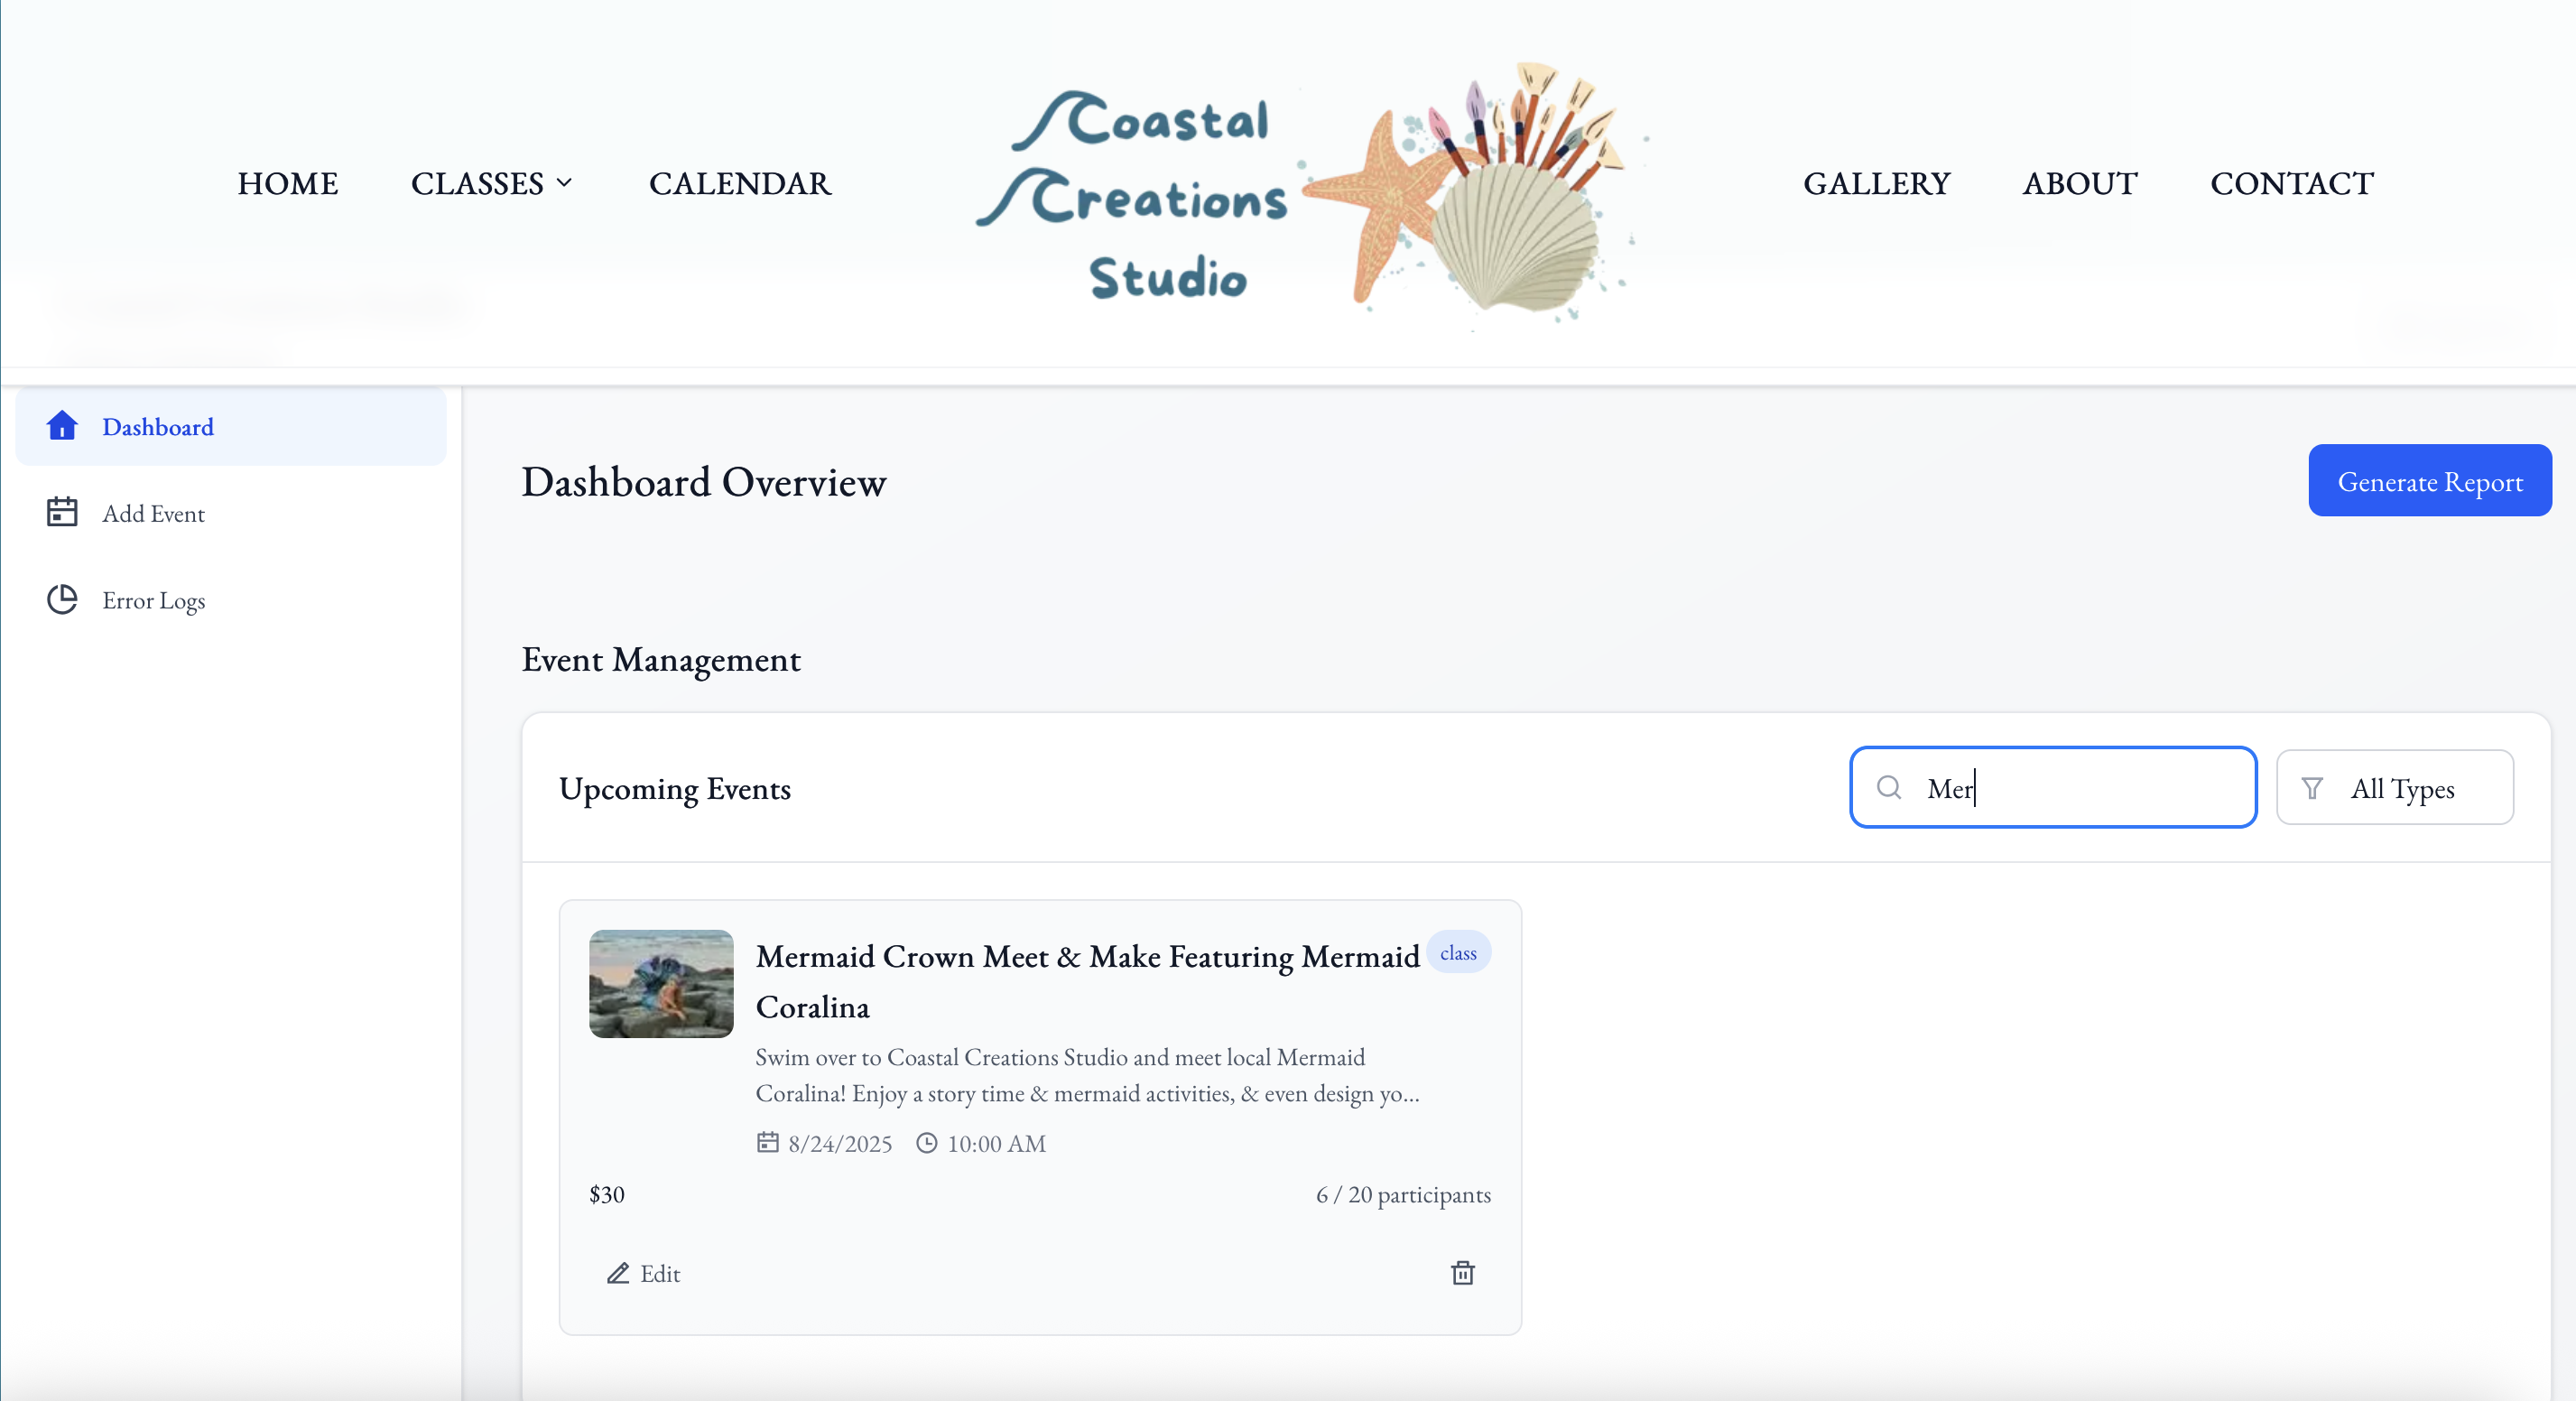 HOME
CLASSES
CALENDAR
Coastal
Creations
Studio
GALLERY
ABOUT
CONTACT
Dashboard
Add Event
Error Logs
Dashboard Overview
Generate Report
Event Management
Upcoming Events
Mer
All Types
Mermaid Crown Meet & Make Featuring Mermaid
Coralina
class
Swim over to Coastal Creations Studio and meet local Mermaid
Coralina! Enjoy a story time & mermaid activities, & even design yo...
8/24/2025
10:00 AM
$30
6 / 20 participants
Edit